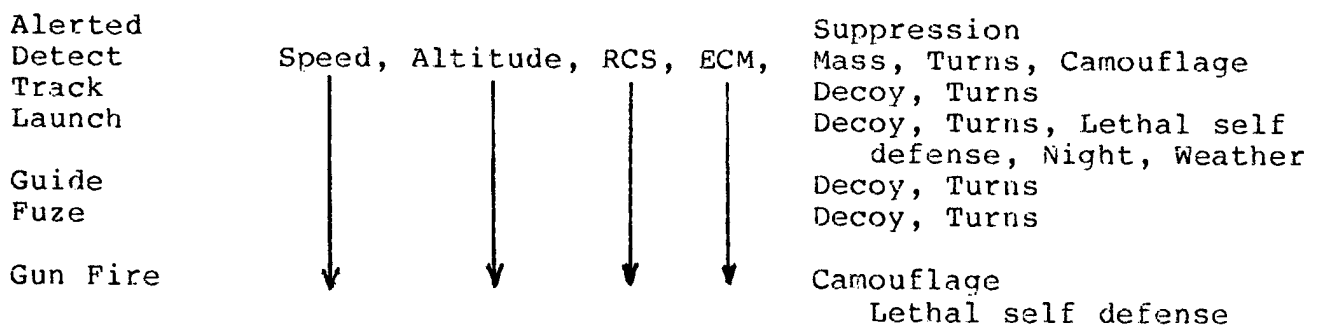 Alerted Suppression
Detect Speed, Altitude, RCS, ECM, Mass, Turns, Camouflage
Track Decoy, Turns
Launch Decoy, Turns, Lethal self
defense, Night, Weather
Guide Decoy, Turns
Fuze Decoy, Turns
Gun Fire Camouflage
Lethal self defense